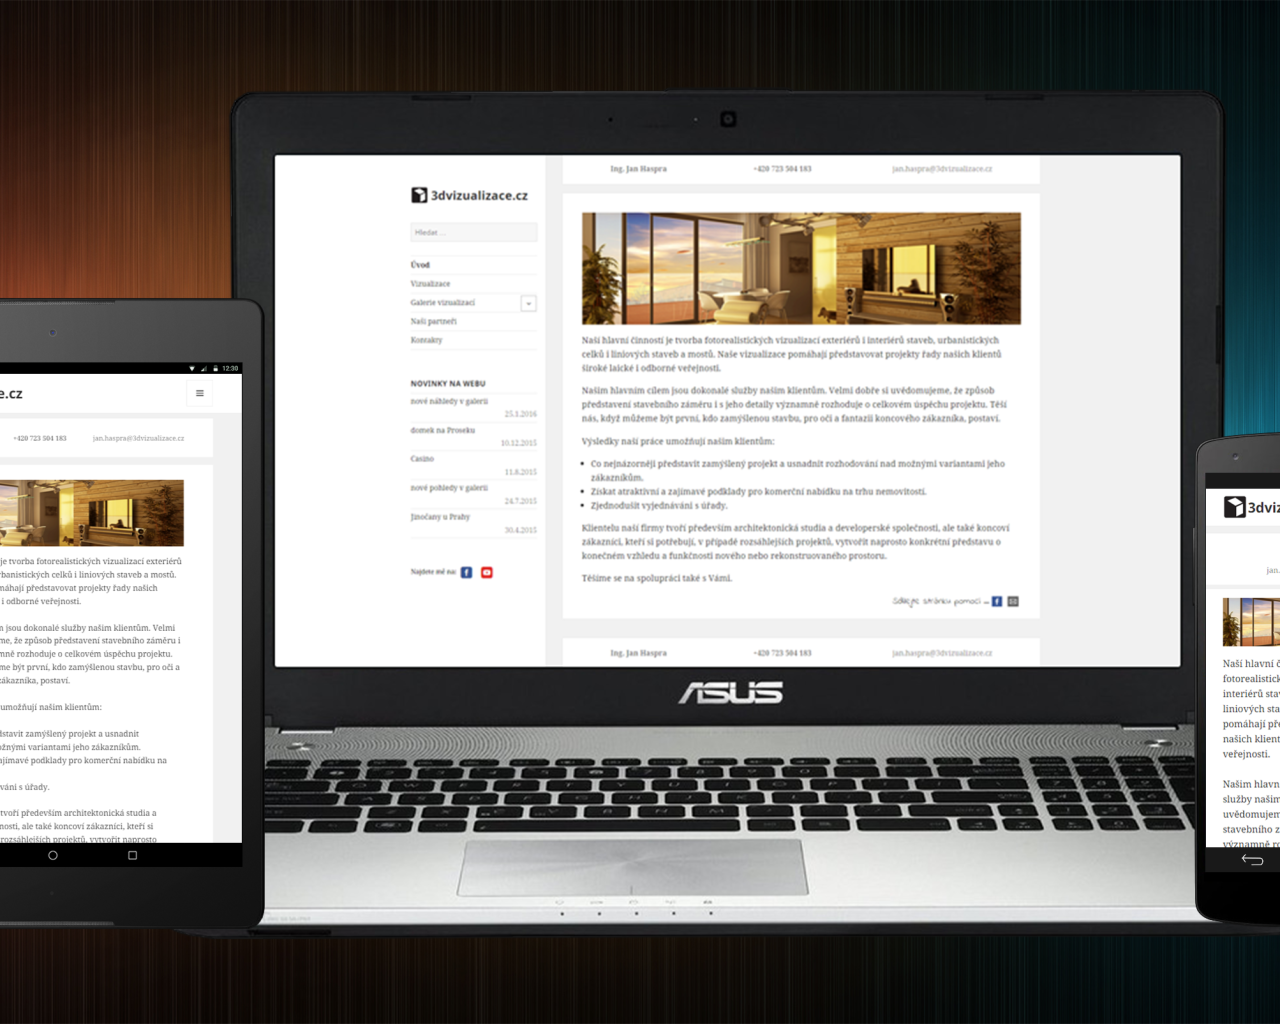 3dvizualizace.cz
Hledat ...
Úvod
Vizualizace
Galerie vizualizací
Naši partneři
Kontakty
NOVINKY NA WEBU
nové náhledy v galerii
25.1.2016
domek na Proseku
10.12.2015
Casino
11.8.2015
nové pohledy v galerii
24.7.2015
Jinočany u Prahy
30.4.2015
Najdete mě na:
Ing. Jan Haspra +420 723 504 183 jan.haspra@3dvizualizace.cz
Naší hlavní činností je tvorba fotorealistických vizualizací exteriérů i interiérů staveb, urbanistických
celků i liniových staveb a mostů. Naše vizualizace pomáhají představovat projekty řady našich klientů
široké laické i odborné veřejnosti.
Našim hlavním cílem jsou dokonalé služby našim klientům. Velmi dobře si uvědomujeme, že způsob
představení stavebního záměru i s jeho detaily významně rozhoduje o celkovém úspěchu projektu. Těší
nás, když můžeme být první, kdo zamýšlenou stavbu, pro oči a fantazii koncového zákazníka, postaví.
Výsledky naší práce umožňují našim klientům:
Co nejnázorněji představit zamýšlený projekt a usnadnit rozhodování nad možnými variantami jeho
zákazníkům.
Získat atraktivní a zajímavé podklady pro komerční nabídku na trhu nemovitostí.
Zjednodušit vyjednávání s úřady.
Klientelu naší firmy tvoří především architektonická studia a developerské společnosti, ale také koncoví
zákazníci, kteří si potřebují, v případě rozsáhlejších projektů, vytvořit naprosto konkrétní představu o
konečném vzhledu a funkčnosti nového nebo rekonstruovaného prostoru.
Těšíme se na spolupráci také s Vámi.
Sdílejte stránku pomocí ...
Ing. Jan Haspra +420 723 504 183 jan.haspra@3dvizualizace.cz
ASUS
12:30
e.cz
+420 723 504 183 jan.haspra@3dvizualizace.cz
je tvorba fotorealistických vizualizací exteriérů
rbanistických celků i liniových staveb a mostů.
máhají představovat projekty řady našich
i odborné veřejnosti.
m jsou dokonalé služby našim klientům. Velmi
me, že způsob představení stavebního záměru i
mně rozhoduje o celkovém úspěchu projektu.
me být první, kdo zamýšlenou stavbu, pro oči a
zákazníka, postaví.
umožňují našim klientům:
dstavit zamýšlený projekt a usnadnit
ožnými variantami jeho zákazníkům.
ajímavé podklady pro komerční nabídku na
vání s úřady.
tvoří především architektonická studia a
nosti, ale také koncoví zákazníci, kteří si
rozsáhlejších projektů, vytvořit naprosto
3dviz
jan.
Naší hlavní č
fotorealistick
interiérů stav
liniových sta
pomáhají pře
našich klient
veřejnosti.
Našim hlavn
služby našim
uvědomujem
stavebního z
významně ro